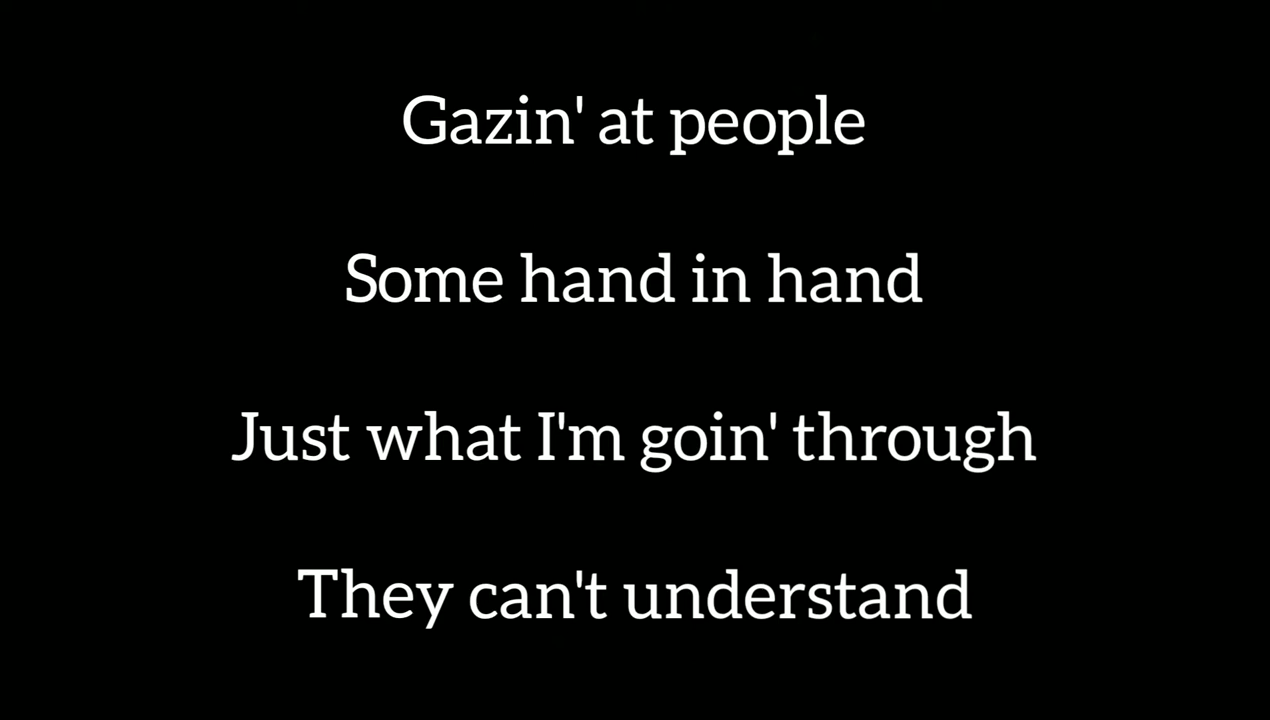 Gazin' at people
Some hand in hand
Just what I'm goin' through
They can't understand